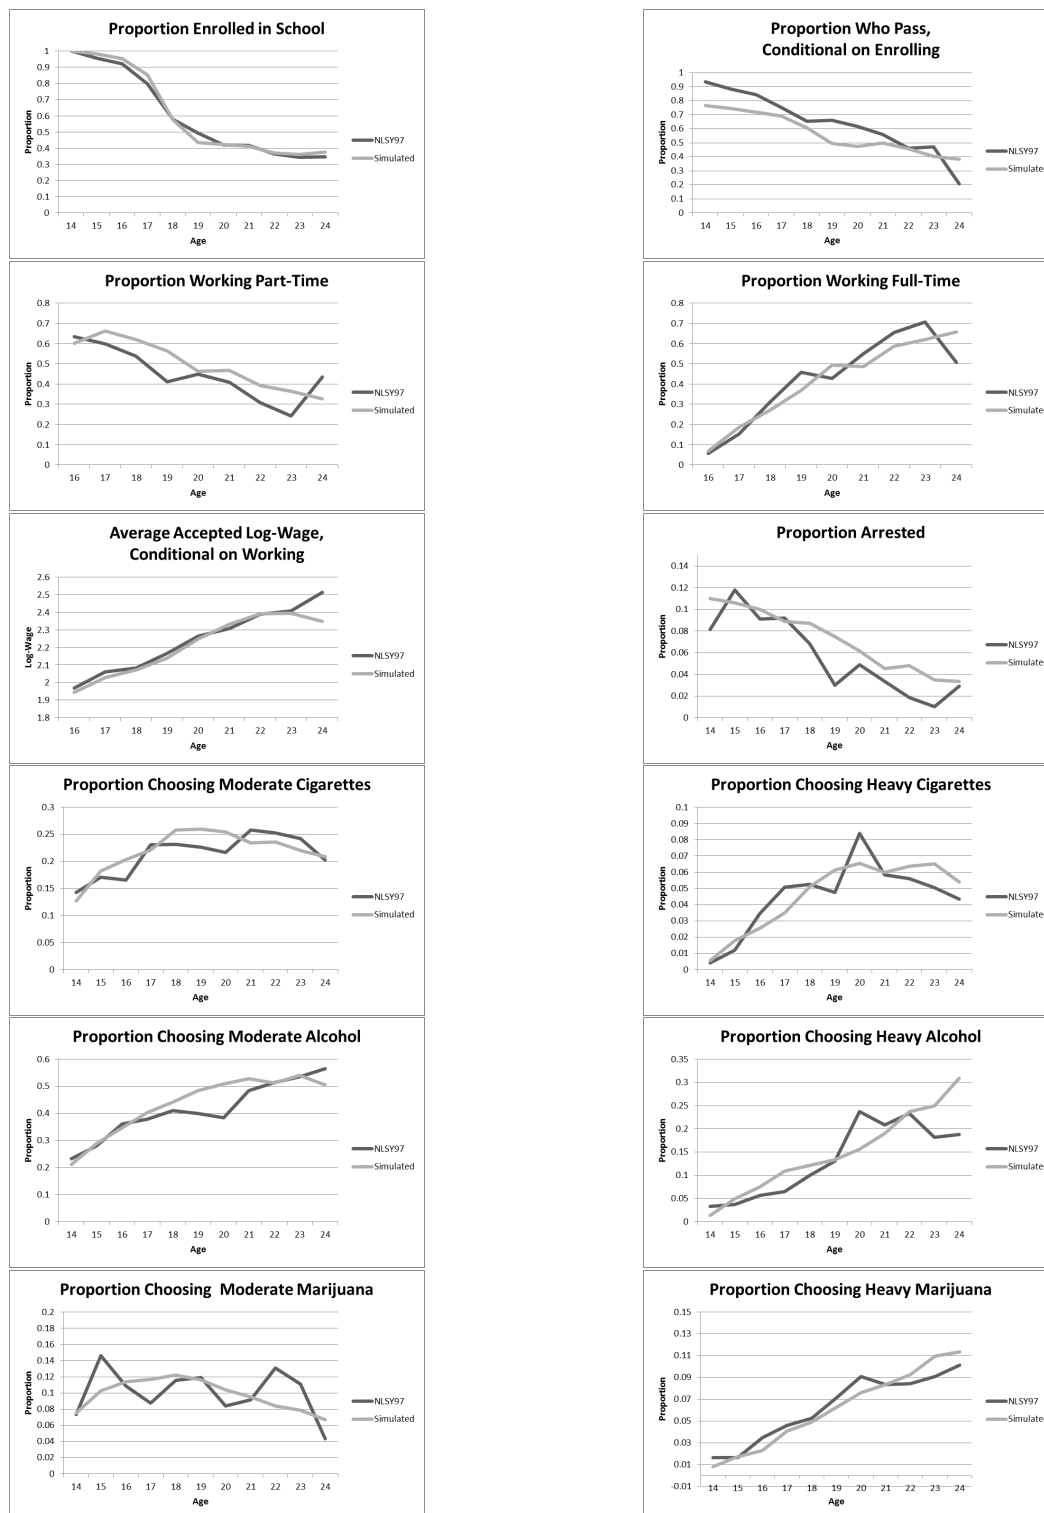 Proportion Enrolled in School
1
0.9
0.8
0.7
0.6
0.5
0.4
0.3
0.2
0.1
0
Proportion
14 15 16 17 18 19 20 21 22 23 24
Age
NLSY97
Simulated
Proportion Who Pass,
Conditional on Enrolling
1
0.9
0.8
0.7
0.6
0.5
0.4
0.3
0.2
0.1
0
Proportion
14 15 16 17 18 19 20 21 22 23 24
Age
NLSY97
Simulate
Proportion Working Part-Time
0.8
0.7
0.6
0.5
0.4
0.3
0.2
0.1
0
Proportion
16 17 18 19 20 21 22 23 24
Age
NLSY97
Simulated
Proportion Working Full-Time
0.8
0.7
0.6
0.5
0.4
0.3
0.2
0.1
0
Proportion
16 17 18 19 20 21 22 23 24
Age
NLSY97
Simulate
Average Accepted Log-Wage,
Conditional on Working
2.6
2.5
2.4
2.3
2.2
2.1
2
1.9
1.8
Log-Wage
16 17 18 19 20 21 22 23 24
Age
NLSY97
Simulated
Proportion Arrested
0.14
0.12
0.1
0.08
0.06
0.04
0.02
0
Proportion
14 15 16 17 18 19 20 21 22 23 24
Age
NLSY97
Simulate
Proportion Choosing Moderate Cigarettes
0.3
0.25
0.2
0.15
0.1
0.05
0
Proportion
14 15 16 17 18 19 20 21 22 23 24
Age
NLSY97
Simulated
Proportion Choosing Heavy Cigarettes
0.1
0.09
0.08
0.07
0.06
0.05
0.04
0.03
0.02
0.01
0
Proportion
14 15 16 17 18 19 20 21 22 23 24
Age
NLSY97
Simulate
Proportion Choosing Moderate Alcohol
0.6
0.5
0.4
0.3
0.2
0.1
0
Proportion
14 15 16 17 18 19 20 21 22 23 24
Age
NLSY97
Simulated
Proportion Choosing Heavy Alcohol
0.35
0.3
0.25
0.2
0.15
0.1
0.05
0
Proportion
14 15 16 17 18 19 20 21 22 23 24
Age
NLSY97
Simulate
Proportion Choosing Moderate Marijuana
0.2
0.18
0.16
0.14
0.12
0.1
0.08
0.06
0.04
0.02
0
Proportion
14 15 16 17 18 19 20 21 22 23 24
Age
NLSY97
Simulated
Proportion Choosing Heavy Marijuana
0.15
0.13
0.11
0.09
0.07
0.05
0.03
0.01
-0.01
Proportion
14 15 16 17 18 19 20 21 22 23 24
Age
NLSY97
Simulate